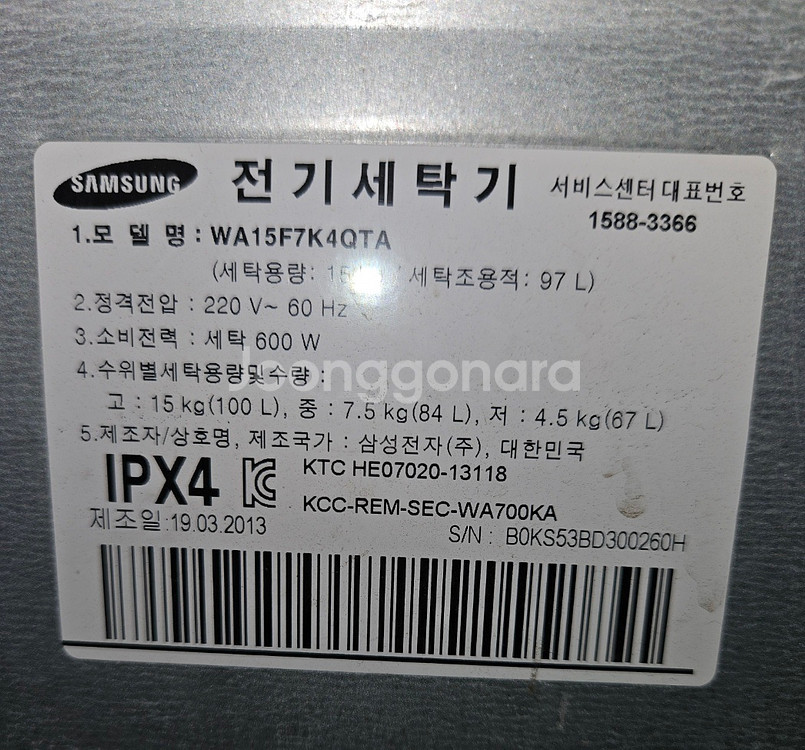 SAMSUNG 전기세탁기 서비스센터대표번호
1588-3366
1.모 델 명 : WA15F7K4QTA
(세탁용량: 15 / 세탁조용적: 97 L)
2.정격전압 : 220 V~ 60 Hz
3.소비전력 : 세탁 600 W
4.수위별세탁용량및수량 :
Joonggonara
고 : 15 kg(100 L), 중 : 7.5 kg(84 L), 저 : 4.5 kg(67 L)
5.제조자/상호명, 제조국가 : 삼성전자(주), 대한민국
IPX4 KTC HE07020-13118
KCC-REM-SEC-WA700KA
제조일:19.03.2013 S/N : B0KS53BD300260H